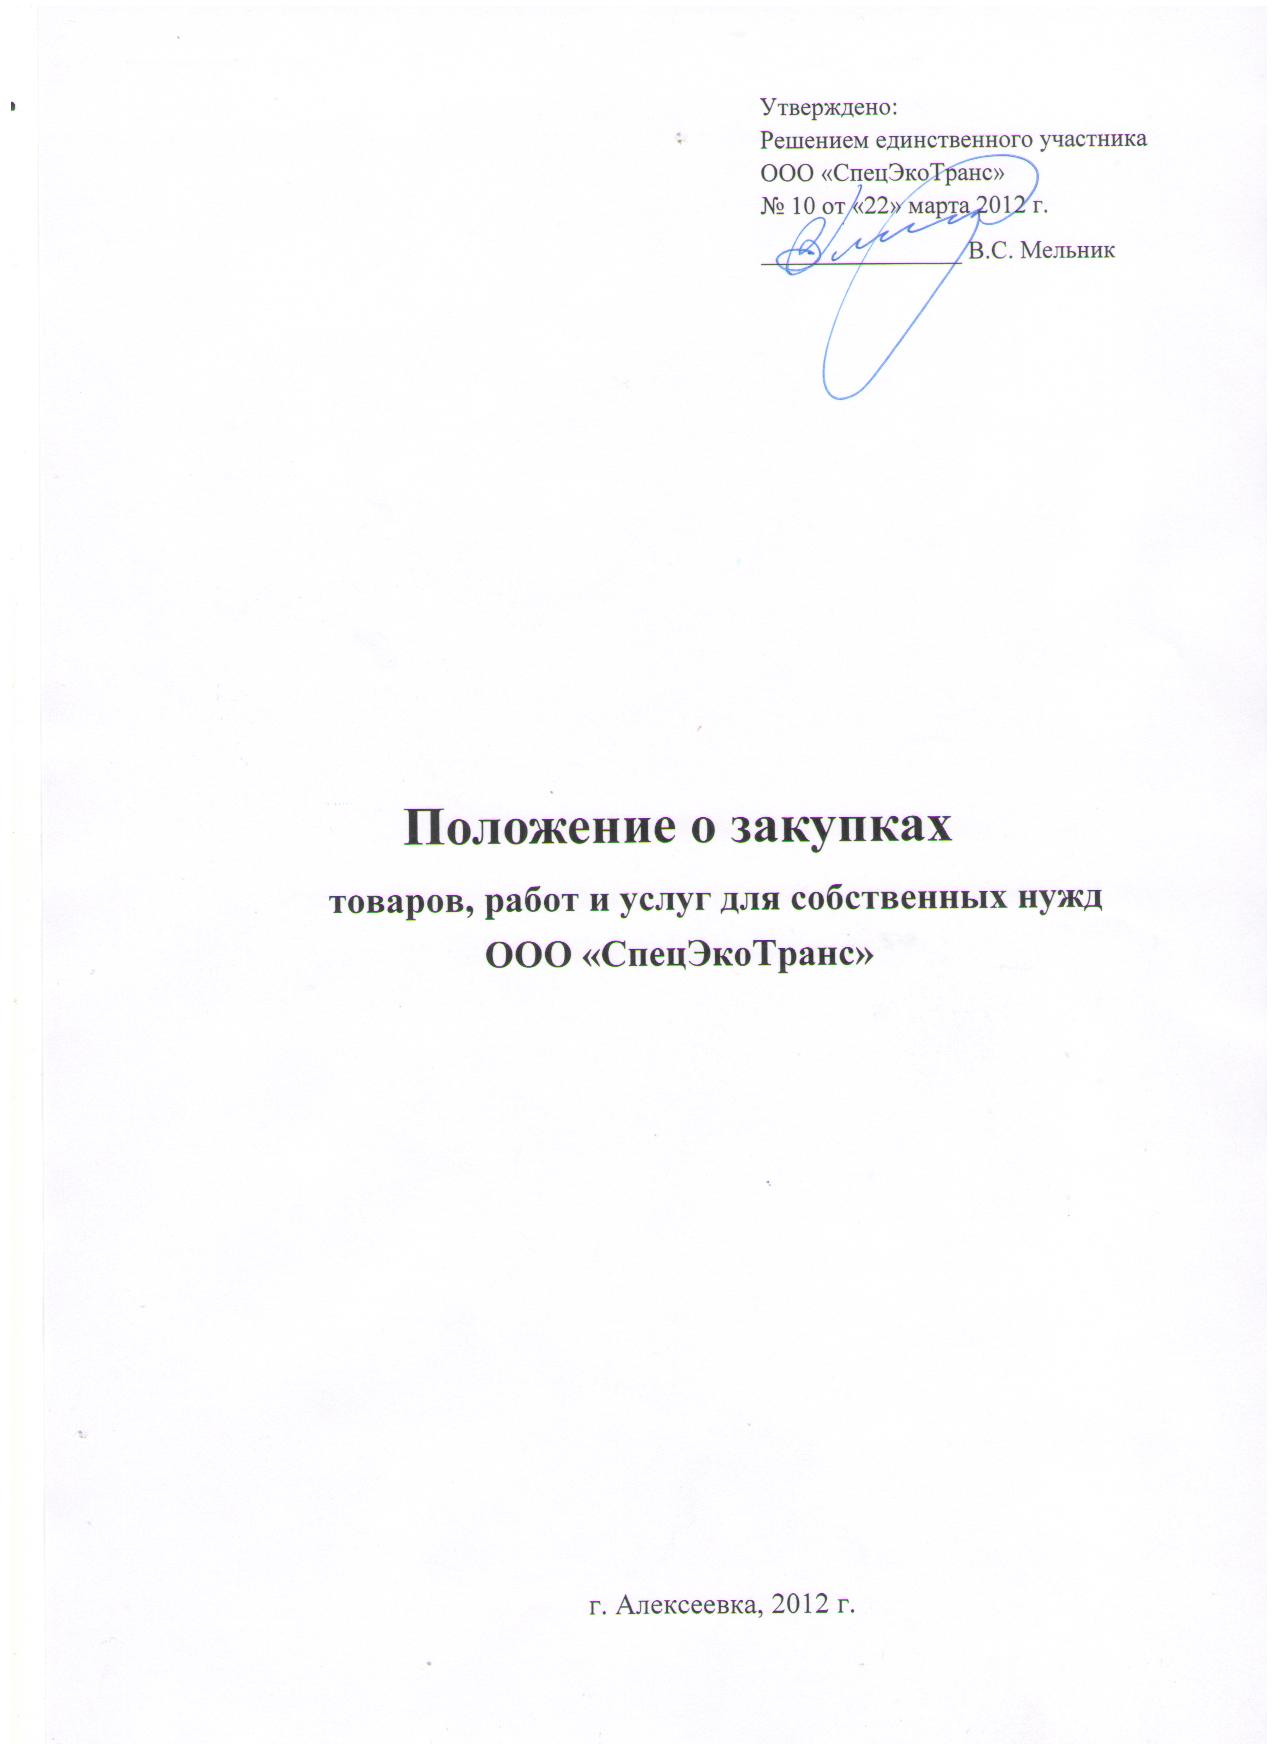 Утверждено:
Решением единственного участника
ООО «СпецЭкоТранс»
№ 10 от «22» марта 2012 г.
________________ В.С. Мельник
Положение о закупках
товаров, работ и услуг для собственных нужд
ООО «СпецЭкоТранс»
г. Алексеевка, 2012 г.